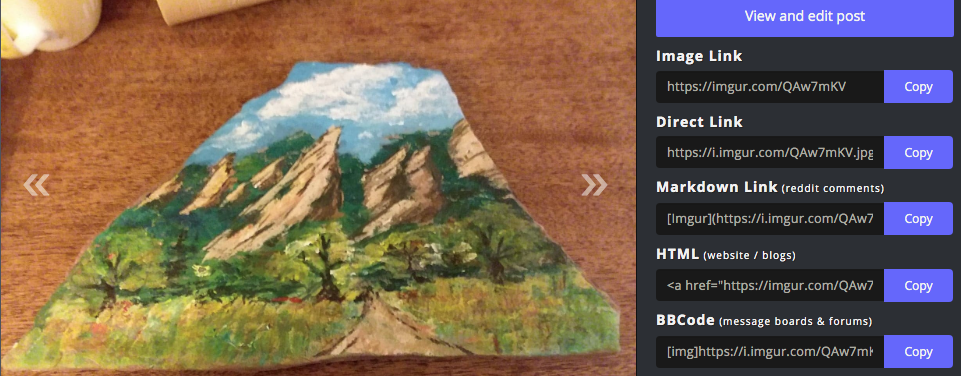 View and edit post
Image Link
https://imgur.com/QAw7mKV
Copy
Direct Link
https://i.imgur.com/QAw7mKV.jpg
Copy
Markdown Link (reddit comments)
[Imgur](https://i.imgur.com/QAw7
Copy
HTML (website / blogs)
<a href="https://imgur.com/QAw7
Copy
BBCode (message boards & forums)
[img]https://i.imgur.com/QAw7mK
Copy